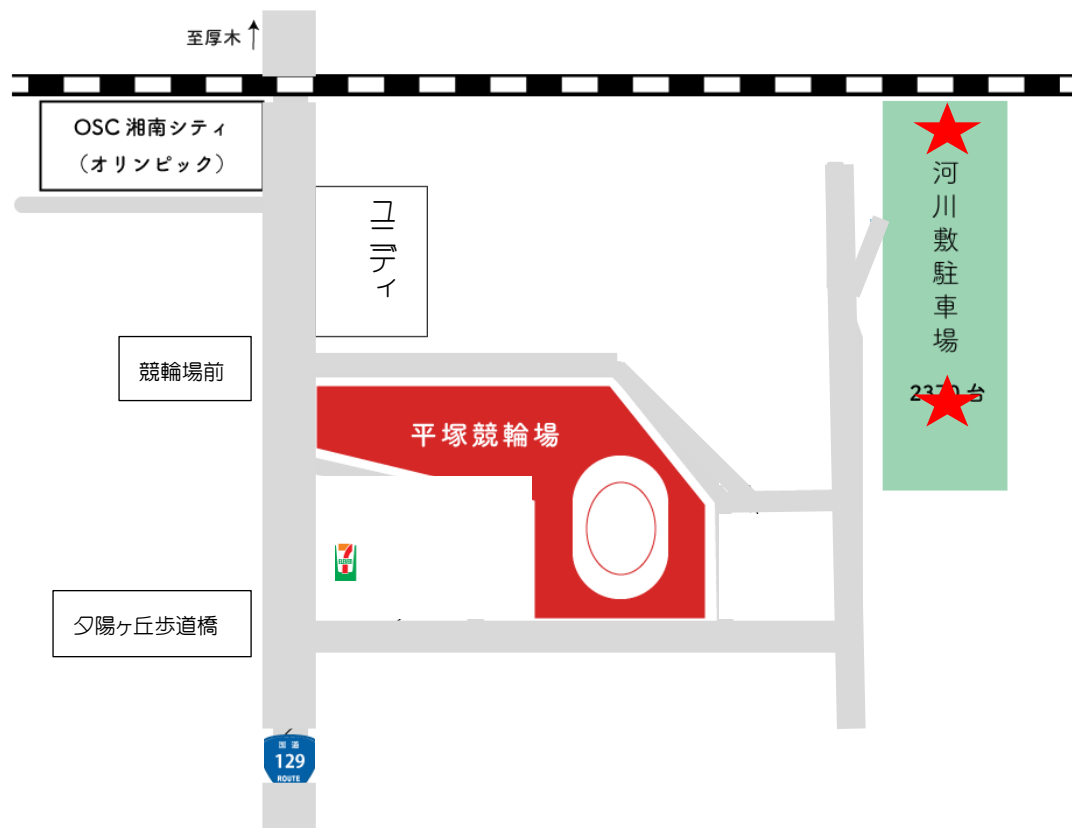 至厚木
OSC 湘南シティ
（オリンピック）
ユニディ
河川敷駐車場
競輪場前
平塚競輪場
7
ELEVEN
夕陽ヶ丘歩道橋
国道
129
ROUTE